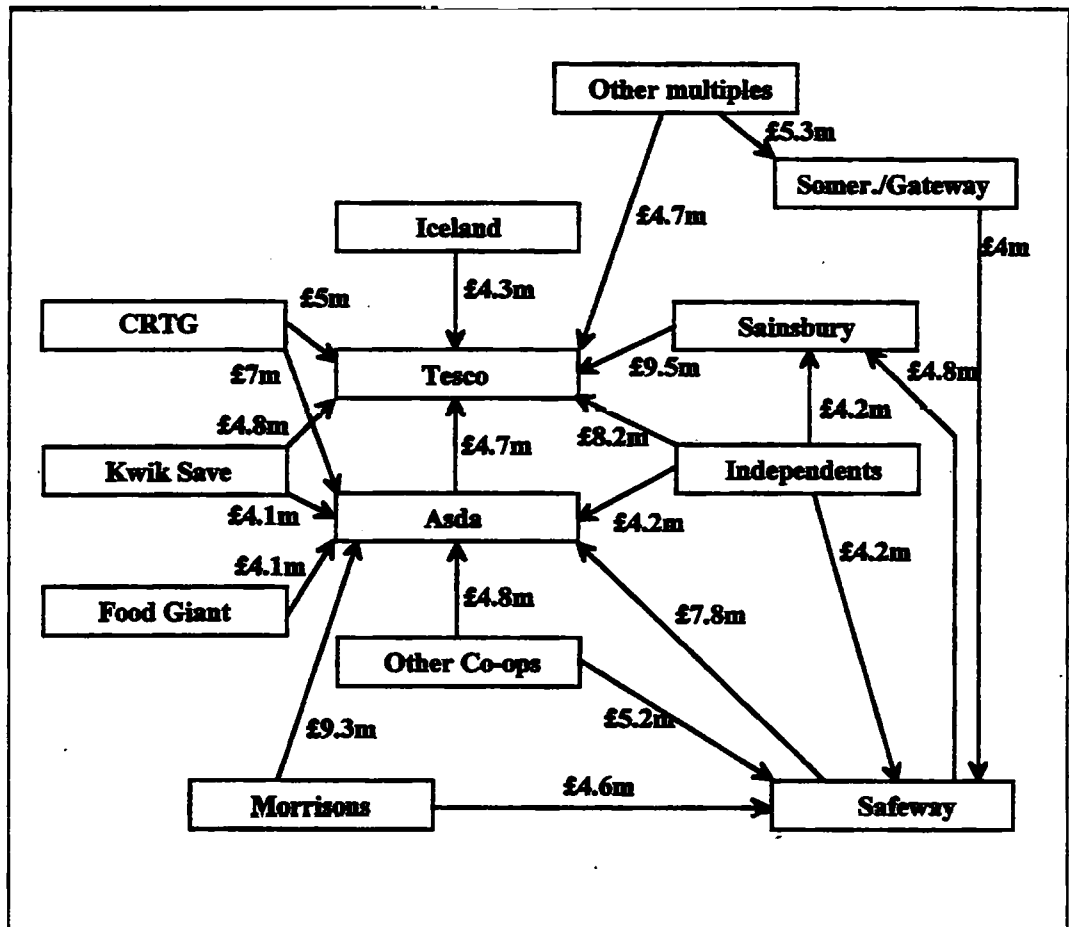 Other multiples
£5.3m
Somer./Gateway
£4.7m
Iceland
£4m
£4.3m
£5m
CRTG
Sainsbury
Tesco
£9.5m
£4.8m
£7m
£4.2m
£4.8m
£4.7m
£8.2m
Kwik Save
Independents
£4.1m
Asda
£4.2m
£4.2m
£4.1m
Food Giant
£4.8m
£7.8m
Other Co-ops
£5.2m
£9.3m
£4.6m
Morrisons
Safeway